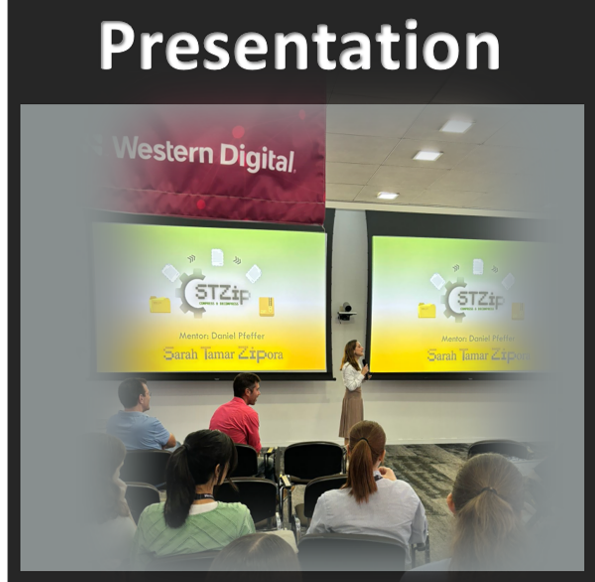 Presentation
Western Digital.
STZip
COMPRESS & DECOMPRESS
Mentor: Daniel Pfeffer
Sarah Tamar ZIPora
STZip
COMPRESS & DECOMPRESS
Mentor: Daniel Pfeffer
Sarah Tamar ZIPora